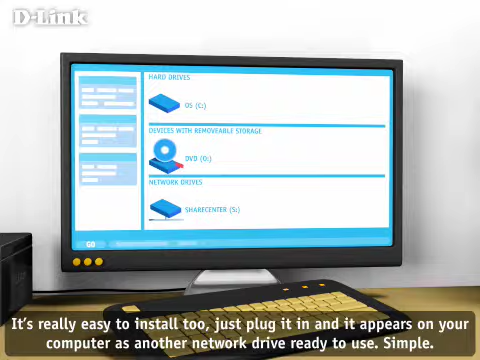 D-Link
HARD DRIVES
OS (C:)
DEVICES WITH REMOVEABLE STORAGE
DVD (O:)
NETWORK DRIVES
SHARECENTER (S:)
GO
It's really easy to install too, just plug it in and it appears on your
computer as another network drive ready to use. Simple.